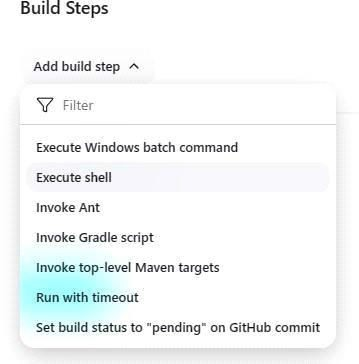 Build Steps
Add build step
Filter
Execute Windows batch command
Execute shell
Invoke Ant
Invoke Gradle script
Invoke top-level Maven targets
Run with timeout
Set build status to "pending" on GitHub commit